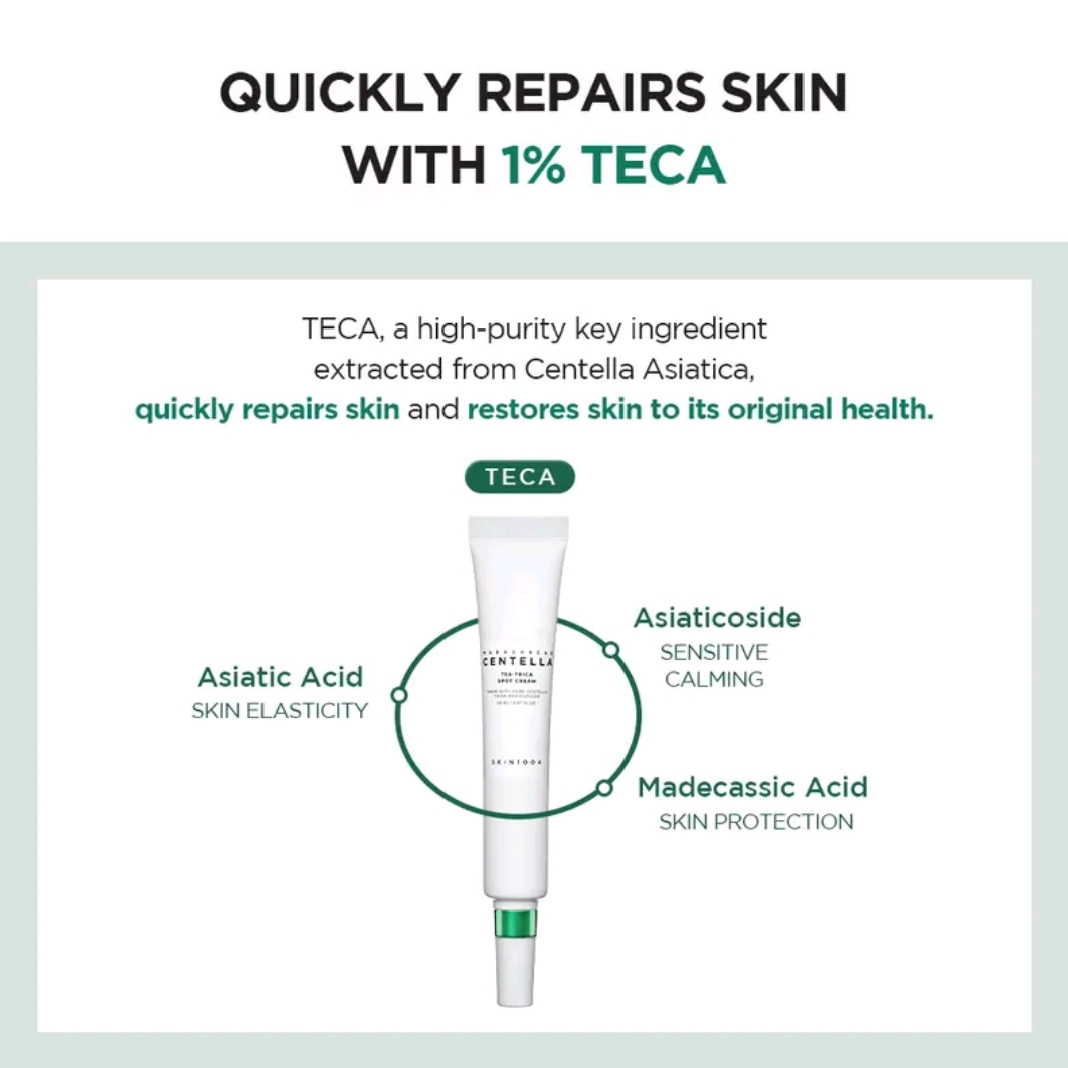 QUICKLY REPAIRS SKIN
WITH 1% TECA
TECA, a high-purity key ingredient
extracted from Centella Asiatica,
quickly repairs skin and restores skin to its original health.
TECA
Asiaticoside
SENSITIVE
CALMING
Asiatic Acid
SKIN ELASTICITY
MADAGASCAR
CENTELLA
TEA-TRICA
SPOT CREAM
SKIN1004
Madecassic Acid
SKIN PROTECTION